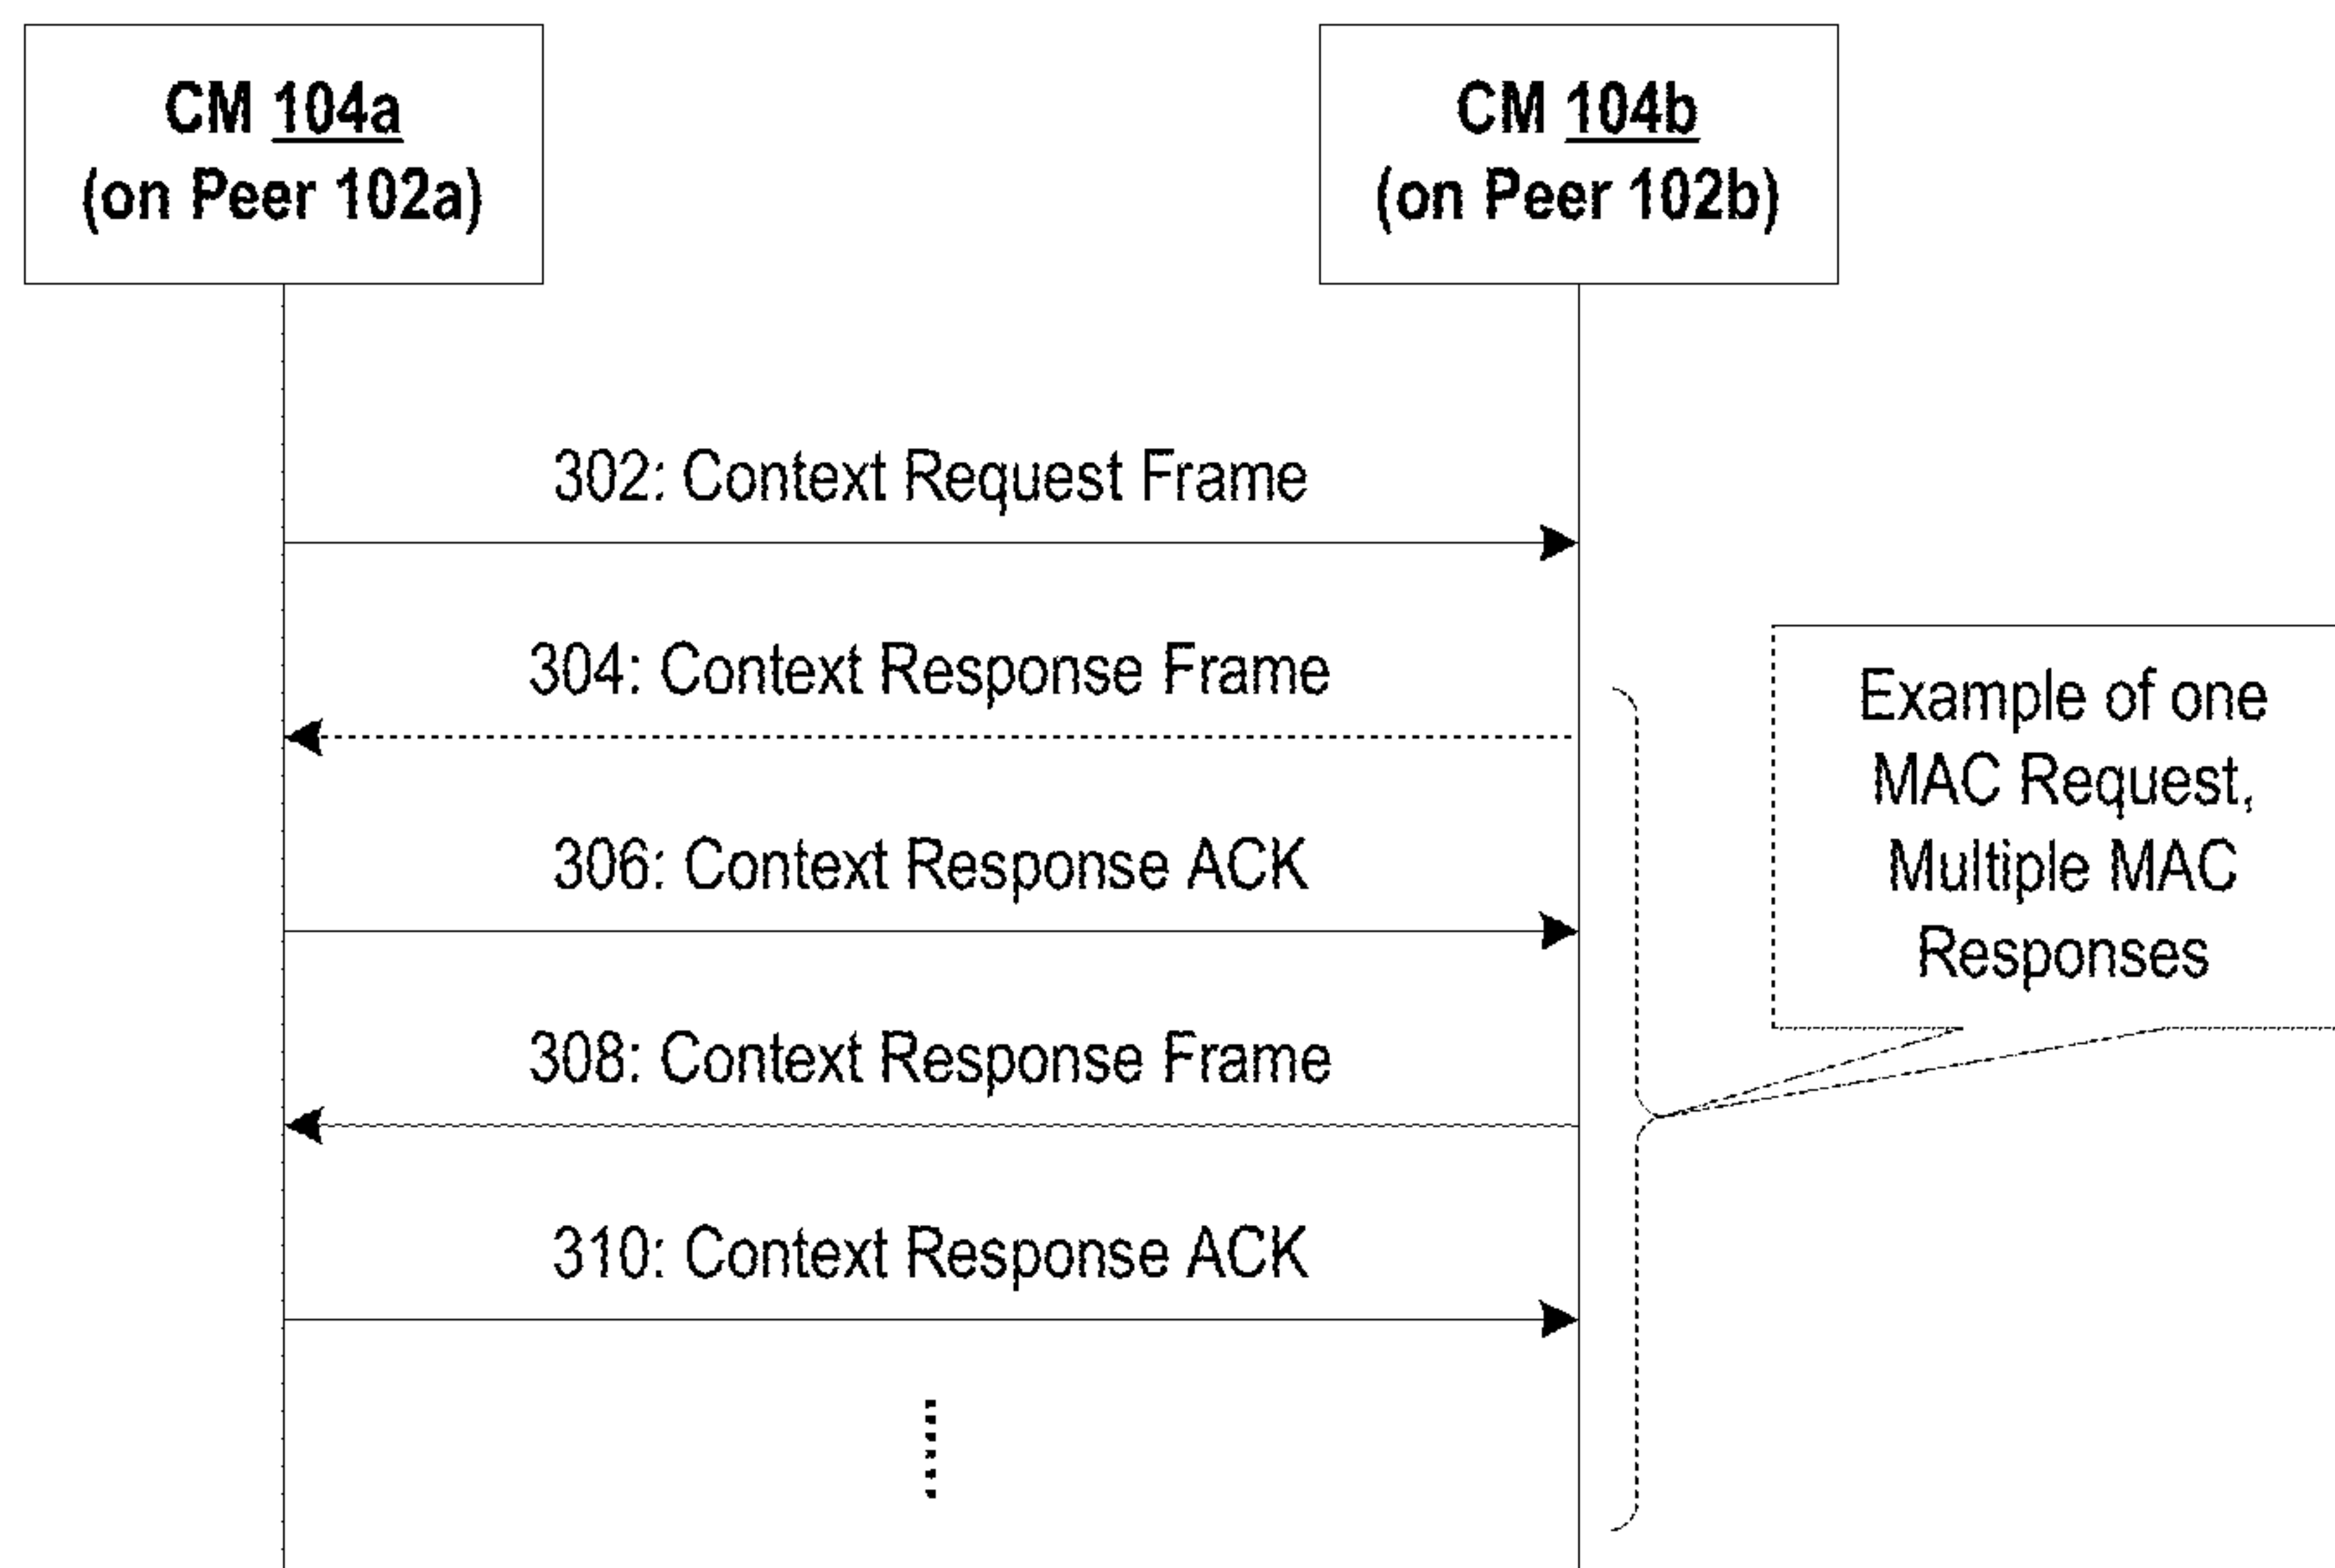 CM 104a
(on Peer 102a)
CM 104b
(on Peer 102b)
302: Context Request Frame
304: Context Response Frame
306: Context Response ACK
308: Context Response Frame
310: Context Response ACK
Example of one
MAC Request,
Multiple MAC
Responses